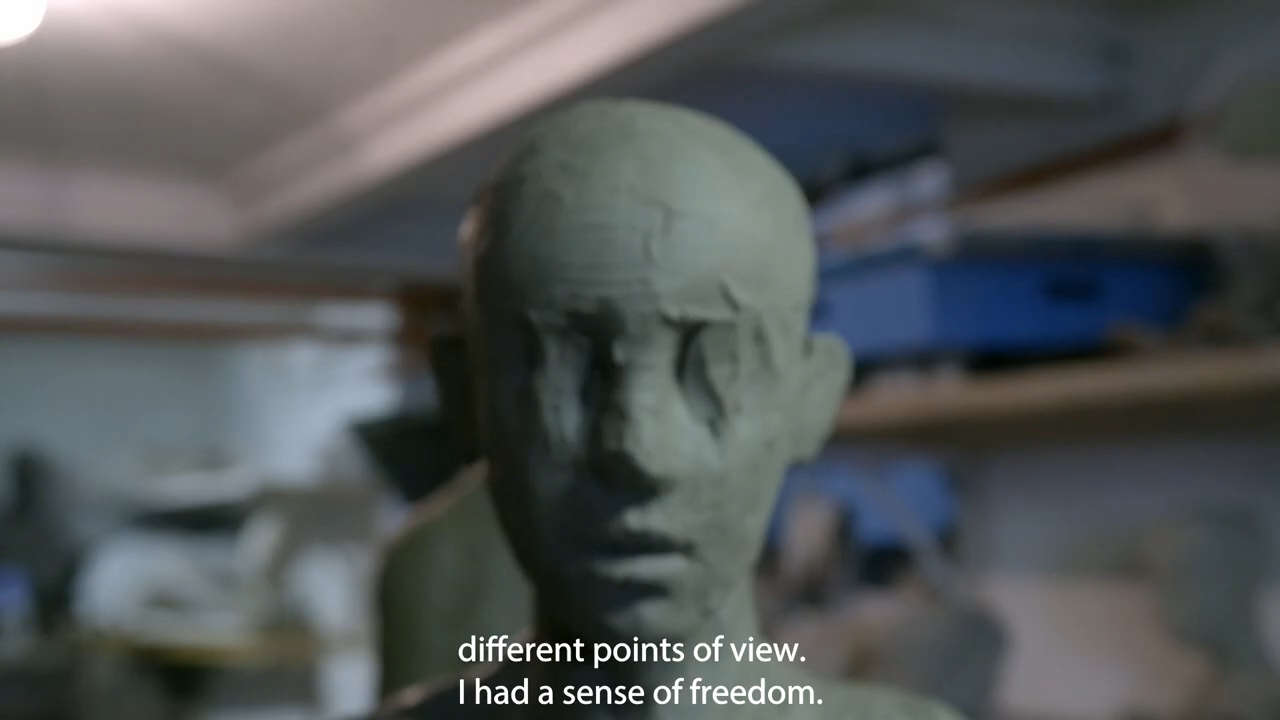 different points of view.
I had a sense of freedom.